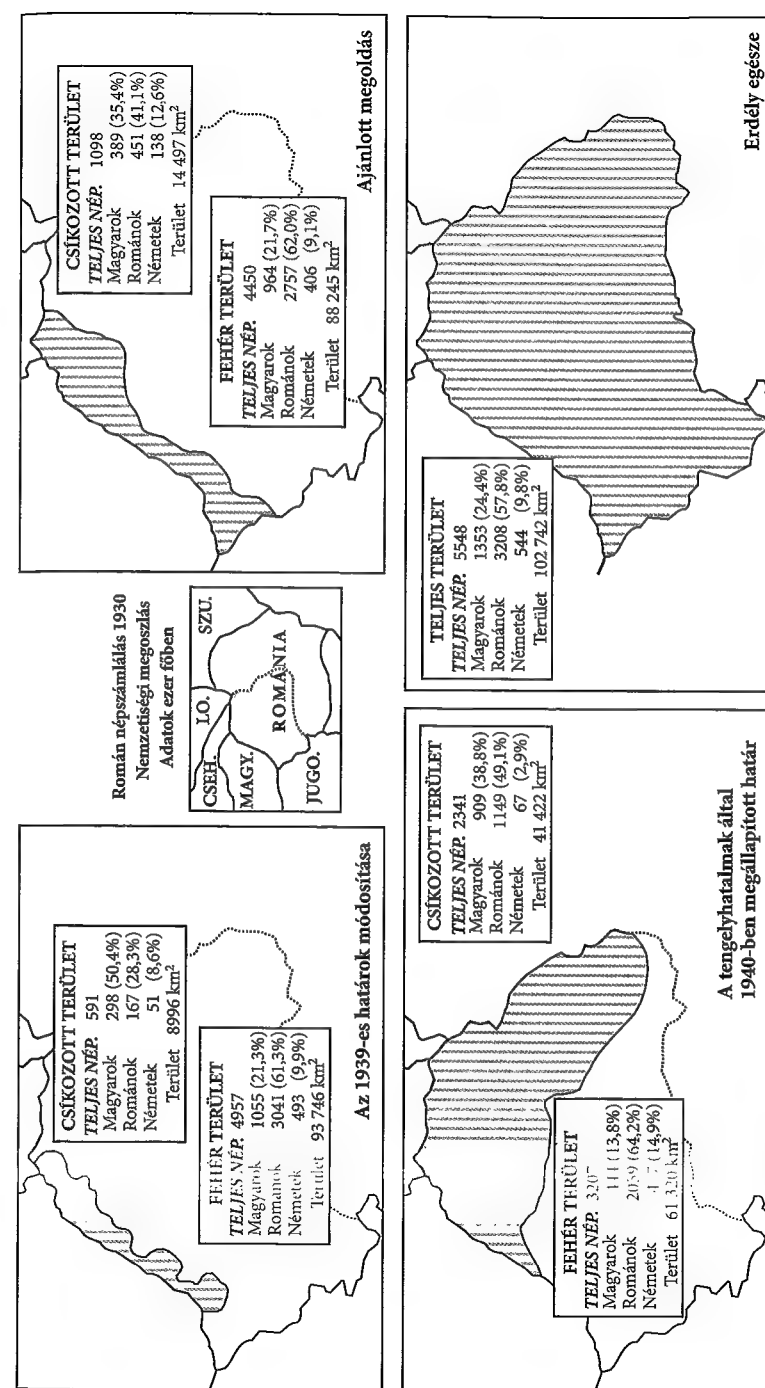 CSÍKOZOTT TERÜLET
TELJES NÉP. 591
Magyarok 298 (50,4%)
Románok 167 (28,3%)
Németek 51 (8,6%)
Terület 8996 km²
FEHÉR TERÜLET
TELJES NÉP. 4957
Magyarok 1055 (21,3%)
Románok 3041 (61,3%)
Németek 493 (9,9%)
Terület 93 746 km²
Az 1939-es határok módosítása
Román népszámlálás 1930
Nemzetiségi megoszlás
Adatok ezer főben
CSEH.
LO.
SZU.
MAGY.
ROMÁNIA
JUGO.
CSÍKOZOTT TERÜLET
TELJES NÉP. 1098
Magyarok 389 (35,4%)
Románok 451 (41,1%)
Németek 138 (12,6%)
Terület 14 497 km²
FEHÉR TERÜLET
TELJES NÉP. 4450
Magyarok 964 (21,7%)
Románok 2757 (62,0%)
Németek 406 (9,1%)
Terület 88 245 km²
Ajánlott megoldás
CSÍKOZOTT TERÜLET
TELJES NÉP. 2341
Magyarok 909 (38,8%)
Románok 1149 (49,1%)
Németek 67 (2,9%)
Terület 41 422 km²
FEHÉR TERÜLET
TELJES NÉP. 3207
Magyarok (13,8%)
Románok 2059 (64,2%)
Németek (14,9%)
Terület 61 320 km²
A tengelyhatalmak által
1940-ben megállapított határ
TELJES TERÜLET
TELJES NÉP. 5548
Magyarok 1353 (24,4%)
Románok 3208 (57,8%)
Németek 544 (9,8%)
Terület 102 742 km²
Erdély egésze